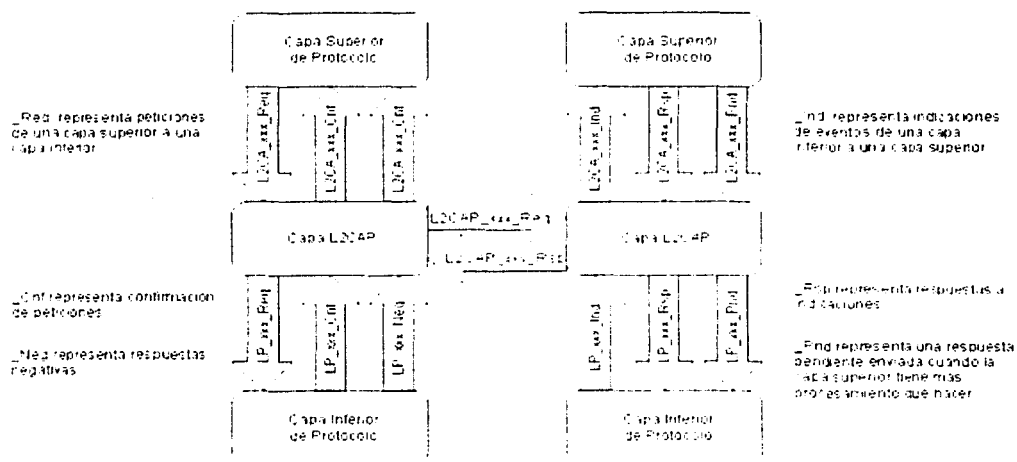 Capa Superior
de Protocolo
Capa Superior
de Protocolo
_Req representa peticiones
de una capa superior a una
capa inferior
L2CA_xxx_Req
L2CA_xxx_Cnf
L2CA_xxx_Cnf
L2CA_xxx_Ind
L2CA_xxx_Rsp
L2CA_xxx_Pnd
_Ind representa indicaciones
de eventos de una capa
inferior a una capa superior
Capa L2CAP
L2CAP_xxx_Req
L2CAP_xxx_Rsp
Capa L2CAP
_Cnf representa confirmación
de peticiones
_Neg representa respuestas
negativas
LP_xxx_Req
LP_xxx_Cnf
LP_xxx_Neg
LP_xxx_Ind
LP_xxx_Rsp
LP_xxx_Pnd
_Rsp representa respuestas a
indicaciones
_Pnd representa una respuesta
pendiente enviada cuando la
capa superior tiene más
procesamiento que hacer
Capa Inferior
de Protocolo
Capa Inferior
de Protocolo